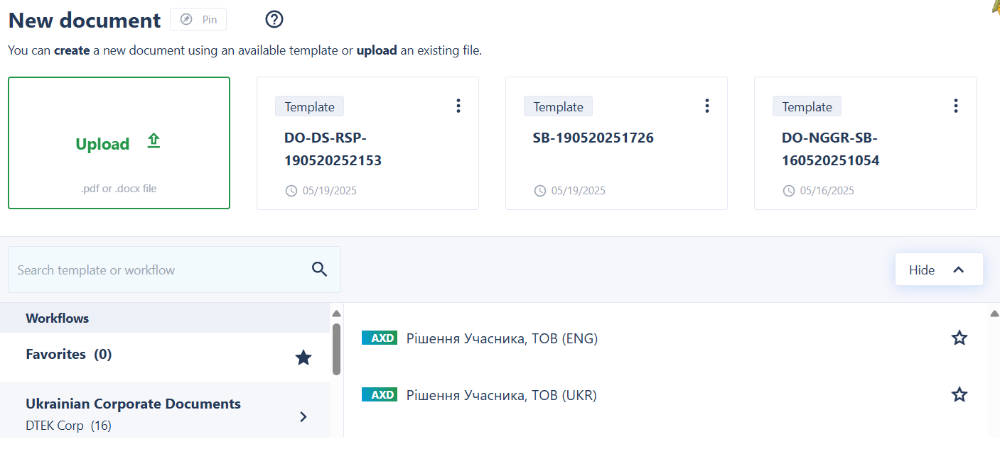 New document
Pin
You can create a new document using an available template or upload an existing file.
Upload
.pdf or .docx file
Template
DO-DS-RSP-
190520252153
05/19/2025
Template
SB-190520251726
05/19/2025
Template
DO-NGGR-SB-
160520251054
05/16/2025
Search template or workflow
Hide
Workflows
Favorites (0)
Ukrainian Corporate Documents
DTEK Corp (16)
AXD Рішення Учасника, ТОВ (ENG)
AXD Рішення Учасника, ТОВ (UKR)